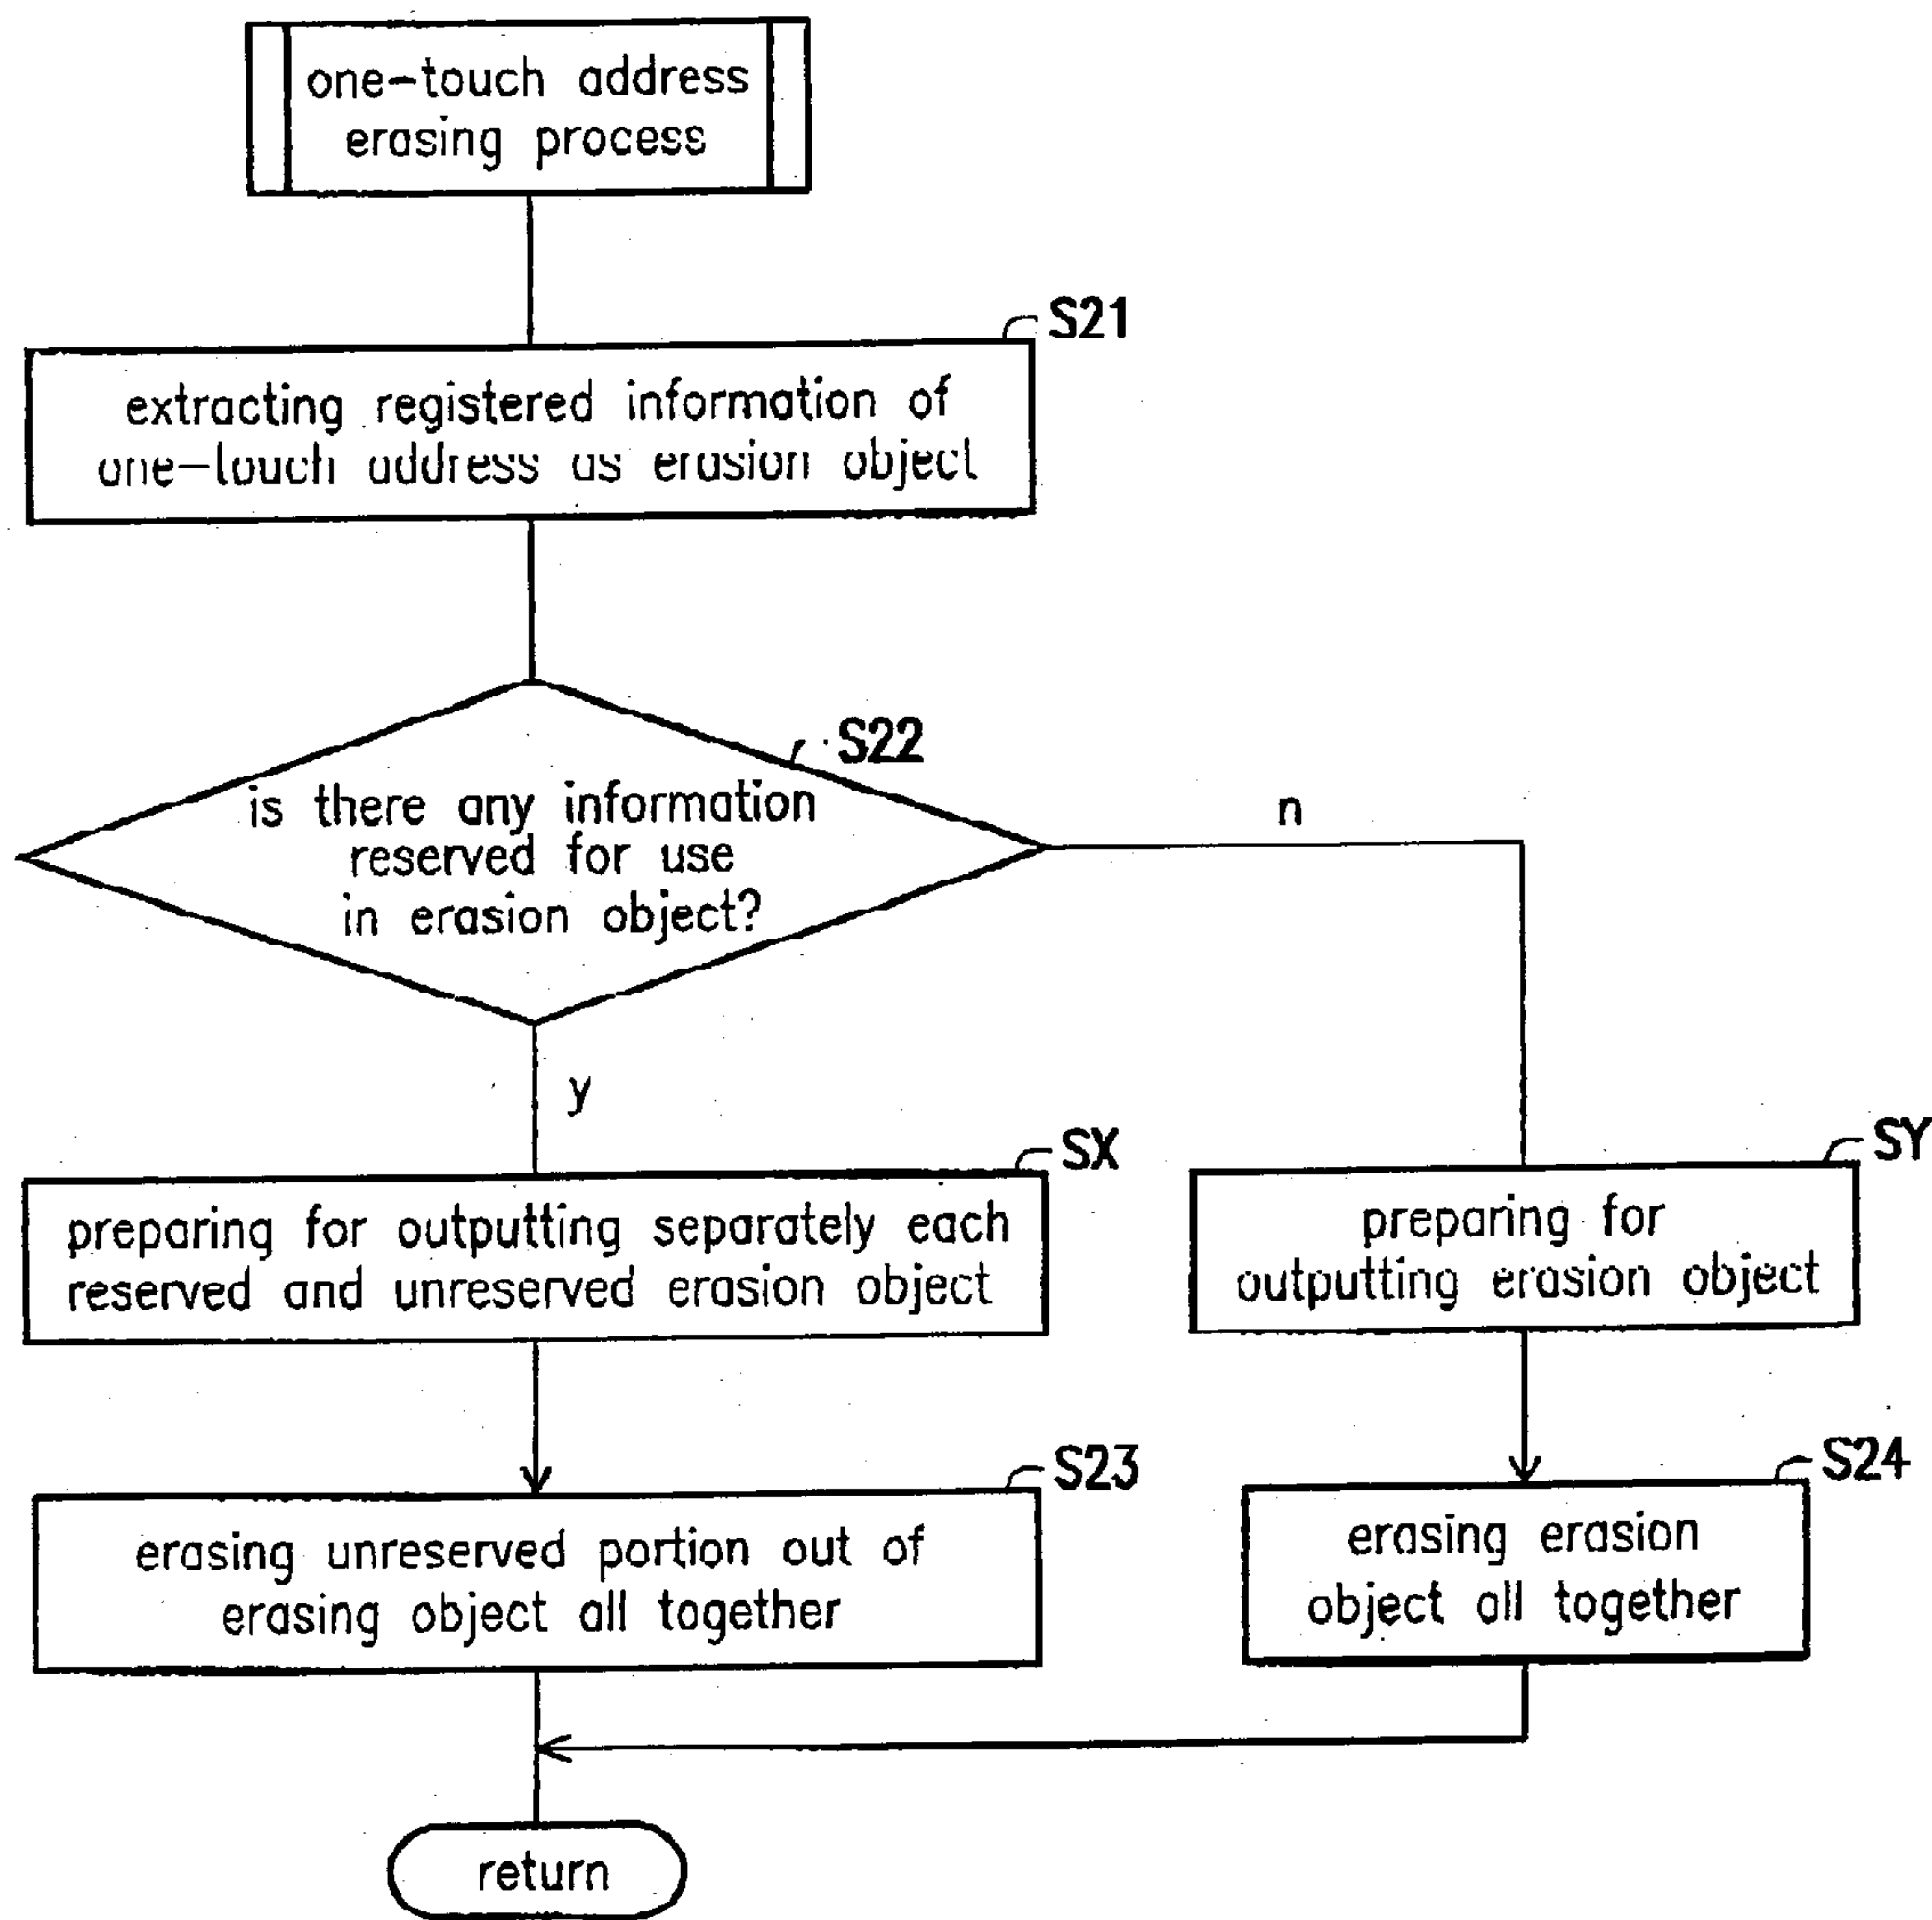 one-touch address
erasing process
S21
extracting registered information of
one-touch address as erasion object
S22
is there any information
reserved for use
in erasion object?
n
y
SX
preparing for outputting separately each
reserved and unreserved erasion object
SY
preparing for
outputting erasion object
S23
erasing unreserved portion out of
erasing object all together
S24
erasing erasion
object all together
return